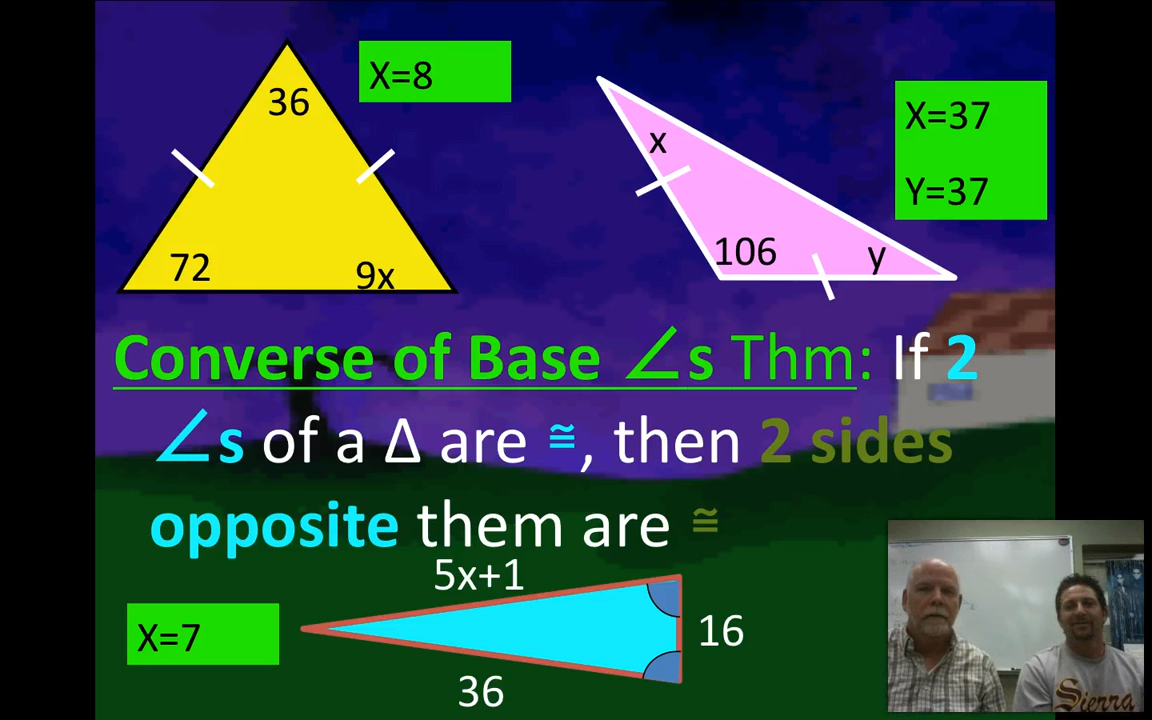 36
X=8
72
9x
x
106
y
X=37
Y=37
Converse of Base ∠s Thm: If 2
∠s of a Δ are ≅, then 2 sides
opposite them are ≅
5x+1
X=7
16
36
Sierra